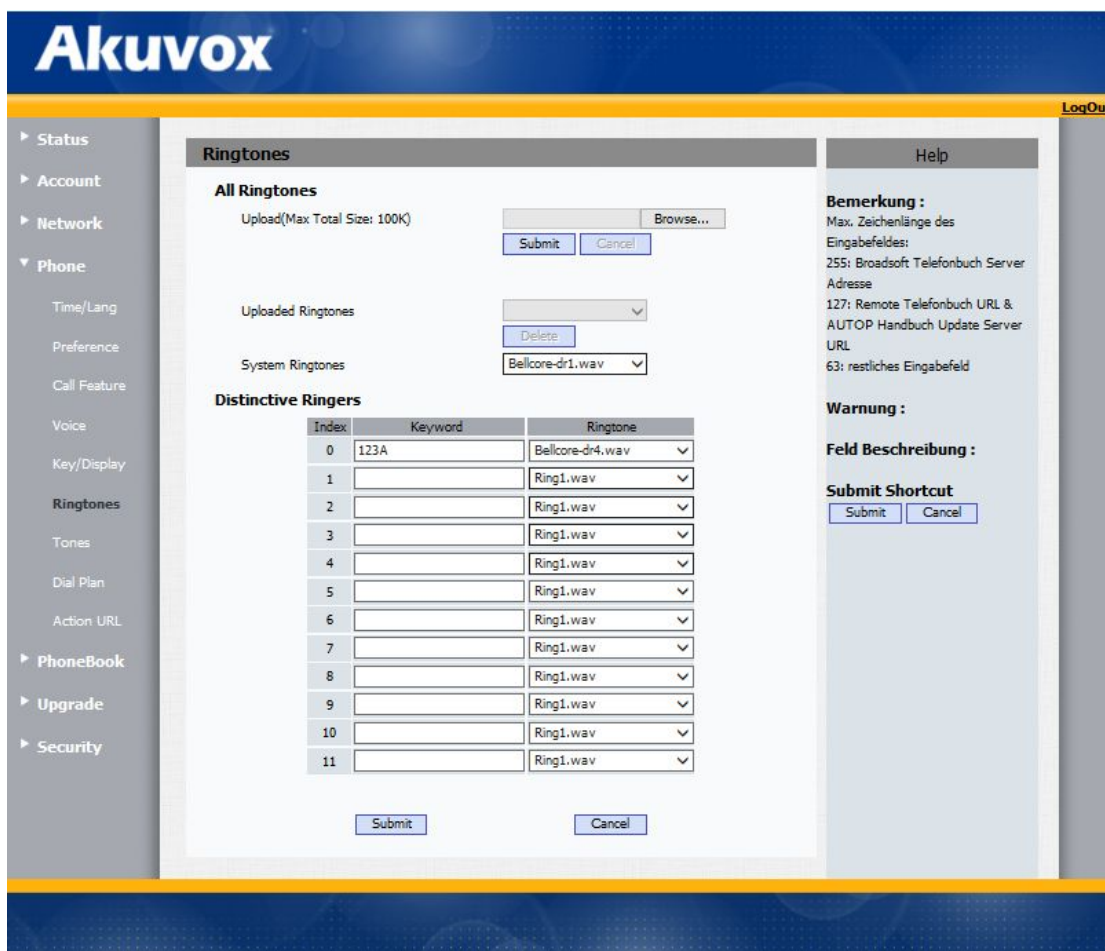 Akuvox
LogOu
Status
Account
Network
Phone
Time/Lang
Preference
Call Feature
Voice
Key/Display
Ringtones
Tones
Dial Plan
Action URL
PhoneBook
Upgrade
Security
Ringtones
All Ringtones
Upload(Max Total Size: 100K) Browse...
Submit Cancel
Uploaded Ringtones
Delete
System Ringtones Bellcore-dr1.wav
Distinctive Ringers
Index Keyword Ringtone
0 123A Bellcore-dr4.wav
1 Ring1.wav
2 Ring1.wav
3 Ring1.wav
4 Ring1.wav
5 Ring1.wav
6 Ring1.wav
7 Ring1.wav
8 Ring1.wav
9 Ring1.wav
10 Ring1.wav
11 Ring1.wav
Submit Cancel
Help
Bemerkung :
Max. Zeichenlänge des
Eingabefeldes:
255: Broadsoft Telefonbuch Server
Adresse
127: Remote Telefonbuch URL &
AUTOP Handbuch Update Server
URL
63: restliches Eingabefeld
Warnung :
Feld Beschreibung :
Submit Shortcut
Submit Cancel